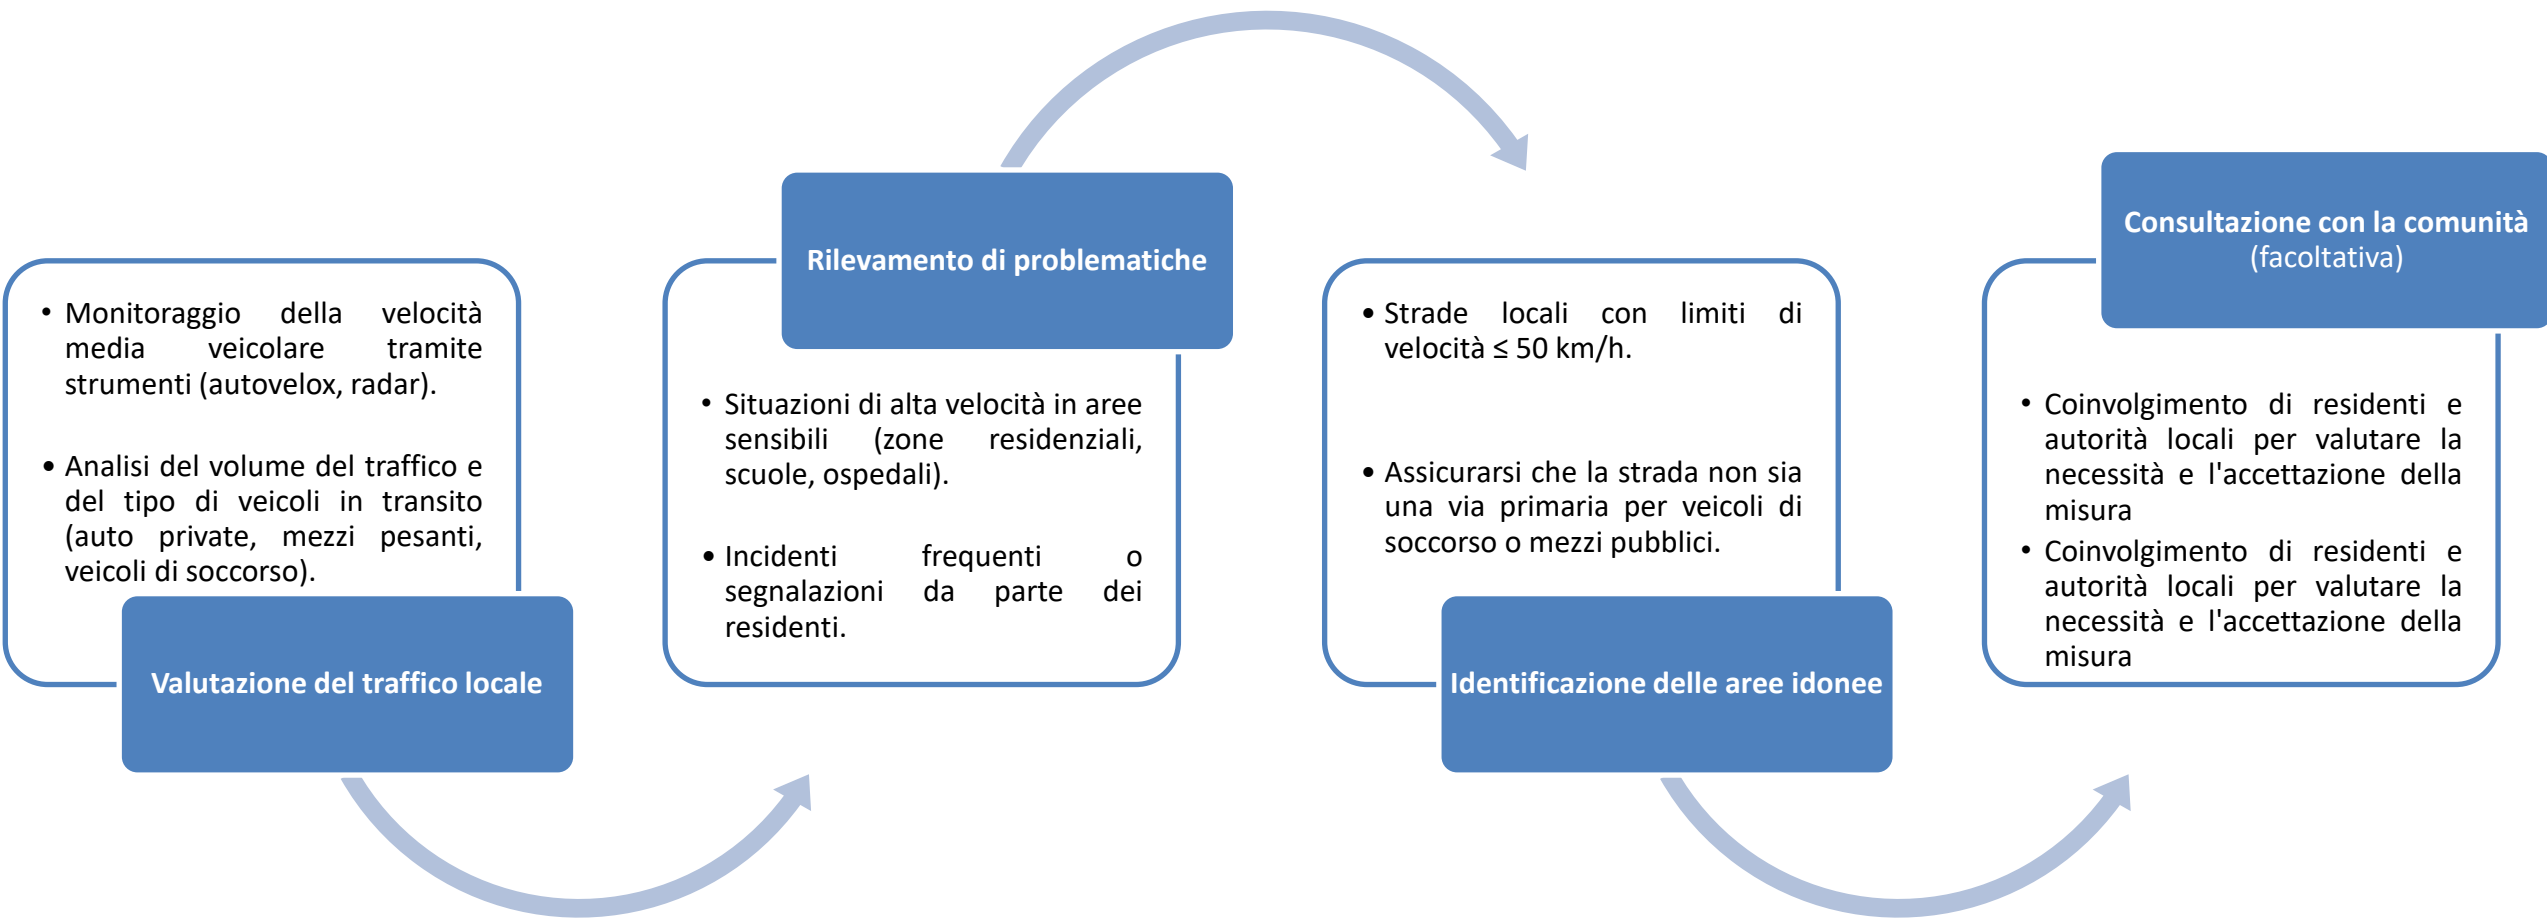 • Monitoraggio della velocità
media veicolare tramite
strumenti (autovelox, radar).
• Analisi del volume del traffico e
del tipo di veicoli in transito
(auto private, mezzi pesanti,
veicoli di soccorso).
Valutazione del traffico locale
Rilevamento di problematiche
• Situazioni di alta velocità in aree
sensibili (zone residenziali,
scuole, ospedali).
• Incidenti frequenti o
segnalazioni da parte dei
residenti.
• Strade locali con limiti di
velocità ≤ 50 km/h.
• Assicurarsi che la strada non sia
una via primaria per veicoli di
soccorso o mezzi pubblici.
Identificazione delle aree idonee
Consultazione con la comunità
(facoltativa)
• Coinvolgimento di residenti e
autorità locali per valutare la
necessità e l'accettazione della
misura
• Coinvolgimento di residenti e
autorità locali per valutare la
necessità e l'accettazione della
misura